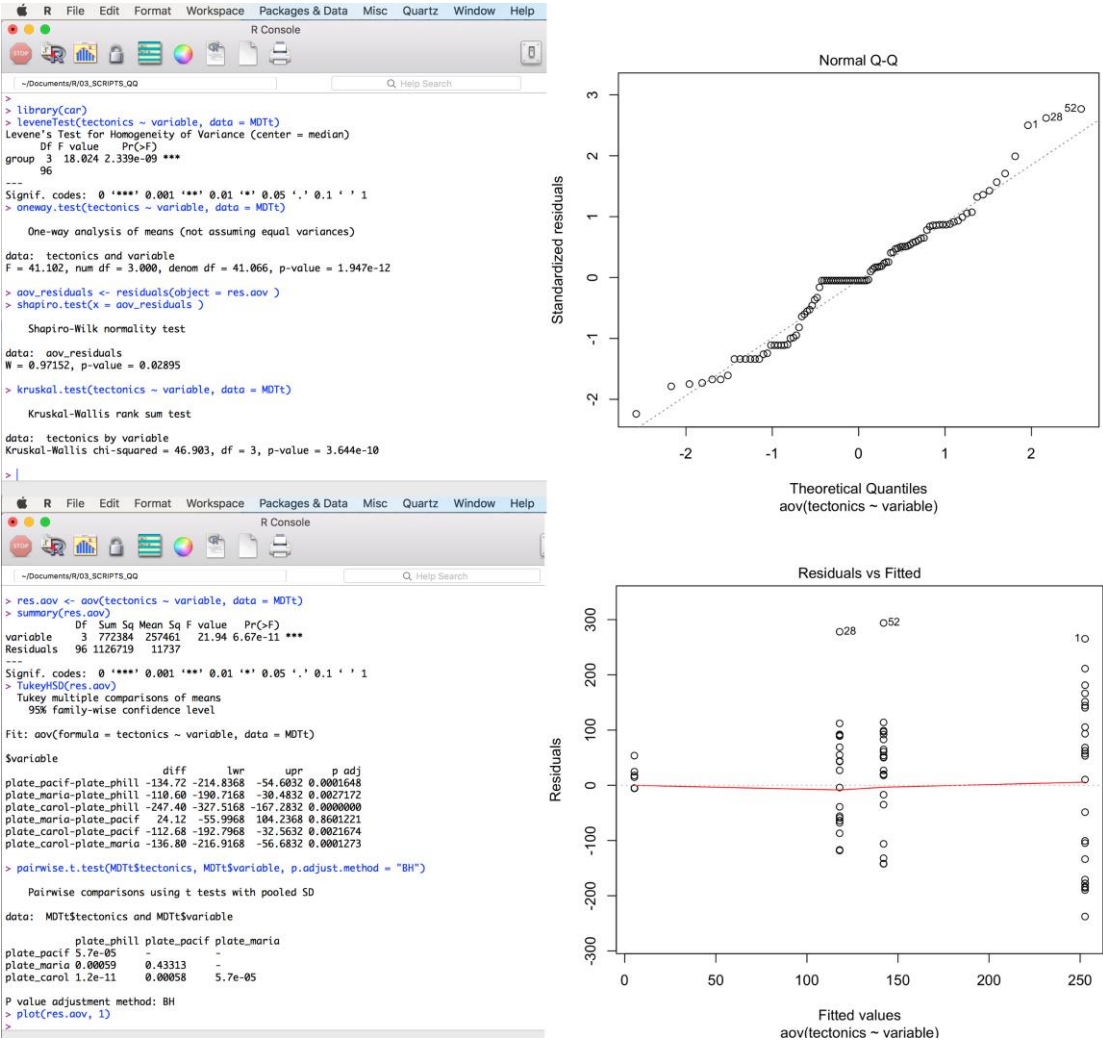 R File Edit Format Workspace Packages & Data Misc Quartz Window Help
R Console
STOP
~/Documents/R/03_SCRIPTS_QQ
Help Search
>
> library(car)
> leveneTest(tectonics ~ variable, data = MDTt)
Levene's Test for Homogeneity of Variance (center = median)
Df F value Pr(>F)
group 3 18.024 2.339e-09 ***
96
---
Signif. codes: 0 '***' 0.001 '**' 0.01 '*' 0.05 '.' 0.1 ' ' 1
> oneway.test(tectonics ~ variable, data = MDTt)
One-way analysis of means (not assuming equal variances)
data: tectonics and variable
F = 41.102, num df = 3.000, denom df = 41.066, p-value = 1.947e-12
> aov_residuals <- residuals(object = res.aov )
> shapiro.test(x = aov_residuals )
Shapiro-Wilk normality test
data: aov_residuals
W = 0.97152, p-value = 0.02895
> kruskal.test(tectonics ~ variable, data = MDTt)
Kruskal-Wallis rank sum test
data: tectonics by variable
Kruskal-Wallis chi-squared = 46.903, df = 3, p-value = 3.644e-10
>
Normal Q-Q
Standardized residuals
3
2
1
0
-1
-2
52
28
1
-2 -1 0 1 2
Theoretical Quantiles
aov(tectonics ~ variable)
R File Edit Format Workspace Packages & Data Misc Quartz Window Help
R Console
STOP
~/Documents/R/03_SCRIPTS_QQ
Help Search
> res.aov <- aov(tectonics ~ variable, data = MDTt)
> summary(res.aov)
Df Sum Sq Mean Sq F value Pr(>F)
variable 3 772384 257461 21.94 6.67e-11 ***
Residuals 96 1126719 11737
---
Signif. codes: 0 '***' 0.001 '**' 0.01 '*' 0.05 '.' 0.1 ' ' 1
> TukeyHSD(res.aov)
Tukey multiple comparisons of means
95% family-wise confidence level
Fit: aov(formula = tectonics ~ variable, data = MDTt)
$variable
diff lwr upr p adj
plate_pacif-plate_phill -134.72 -214.8368 -54.6032 0.0001648
plate_maria-plate_phill -110.60 -190.7168 -30.4832 0.0027172
plate_carol-plate_phill -247.40 -327.5168 -167.2832 0.0000000
plate_maria-plate_pacif 24.12 -55.9968 104.2368 0.8601221
plate_carol-plate_pacif -112.68 -192.7968 -32.5632 0.0021674
plate_carol-plate_maria -136.80 -216.9168 -56.6832 0.0001273
> pairwise.t.test(MDTt$tectonics, MDTt$variable, p.adjust.method = "BH")
Pairwise comparisons using t tests with pooled SD
data: MDTt$tectonics and MDTt$variable
plate_phill plate_pacif plate_maria
plate_pacif 5.7e-05 - -
plate_maria 0.00059 0.43313 -
plate_carol 1.2e-11 0.00058 5.7e-05
P value adjustment method: BH
> plot(res.aov, 1)
>
Residuals vs Fitted
Residuals
300
200
100
0
-100
-200
-300
28
52
1
0 50 100 150 200 250
Fitted values
aov(tectonics ~ variable)